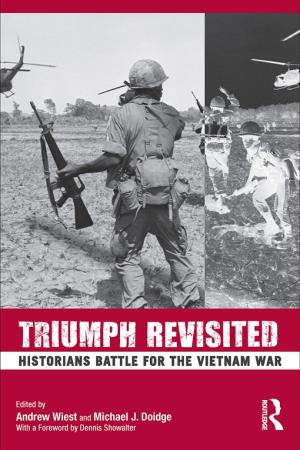 TRIUMPH REVISITED
HISTORIANS BATTLE FOR THE VIETNAM WAR
Edited by
Andrew Wiest and Michael J. Doidge
With a Foreword by Dennis Showalter
ROUTLEDGE